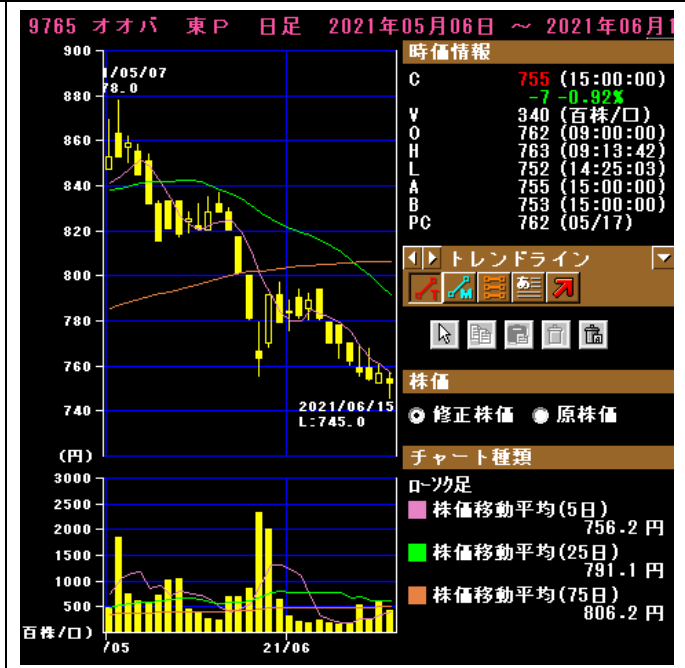 9765 オオバ 東P 日足 2021年05月06日 ～ 2021年06月1
900
880
860
840
820
800
780
760
740
(円)
1/05/07
78.0
2021/06/15
L:745.0
3000
2500
2000
1500
1000
500
百株/口)
/05
21/06
時価情報
C 755 (15:00:00)
-7 -0.92%
V 340 (百株/口)
O 762 (09:00:00)
H 763 (09:13:42)
L 752 (14:25:03)
A 755 (15:00:00)
B 753 (15:00:00)
PC 762 (05/17)
トレンドライン
T M あ
株価
修正株価 原株価
チャート種類
ローソク足
株価移動平均(5日)
756.2 円
株価移動平均(25日)
791.1 円
株価移動平均(75日)
806.2 円